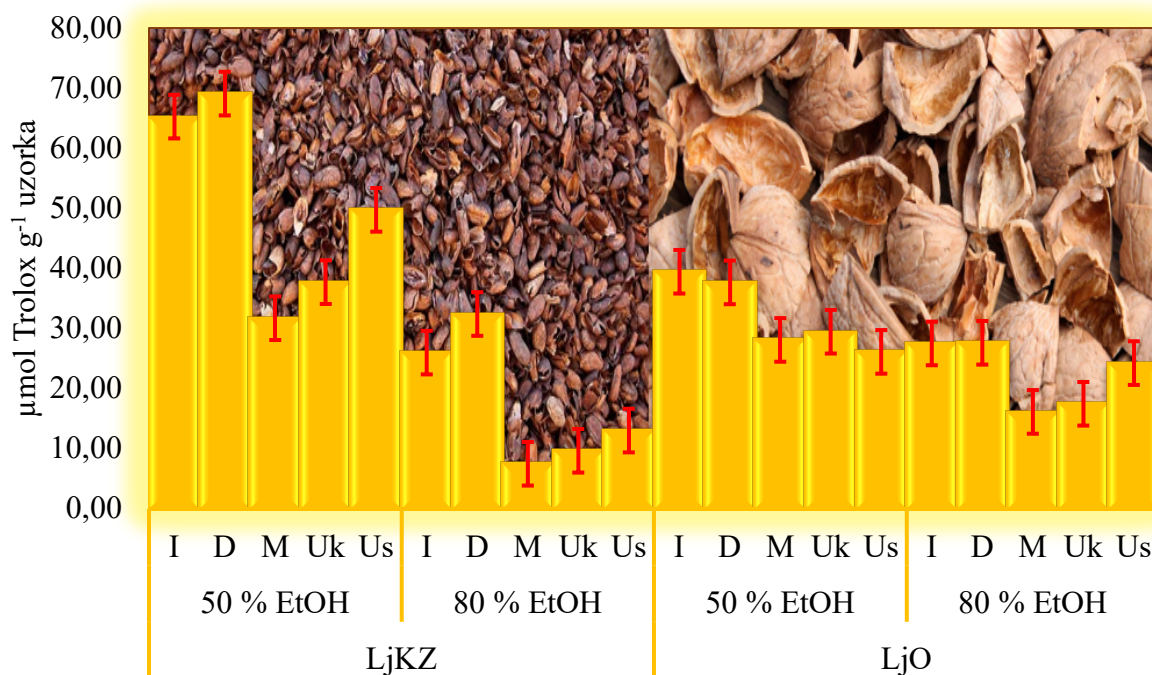 80,00
70,00
60,00
50,00
40,00
30,00
20,00
10,00
0,00
µmol Trolox g⁻¹ uzorka
I D M Uk Us I D M Uk Us I D M Uk Us I D M Uk Us
50 % EtOH 80 % EtOH 50 % EtOH 80 % EtOH
LjKZ LjO